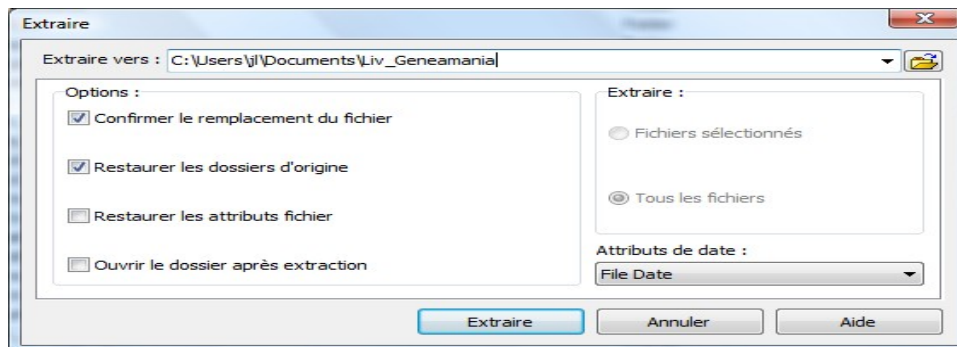 Extraire
Extraire vers : C:\Users\jl\Documents\Liv_Geneamania
Options :
Confirmer le remplacement du fichier
Restaurer les dossiers d'origine
Restaurer les attributs fichier
Ouvrir le dossier après extraction
Extraire :
Fichiers sélectionnés
Tous les fichiers
Attributs de date :
File Date
Extraire
Annuler
Aide